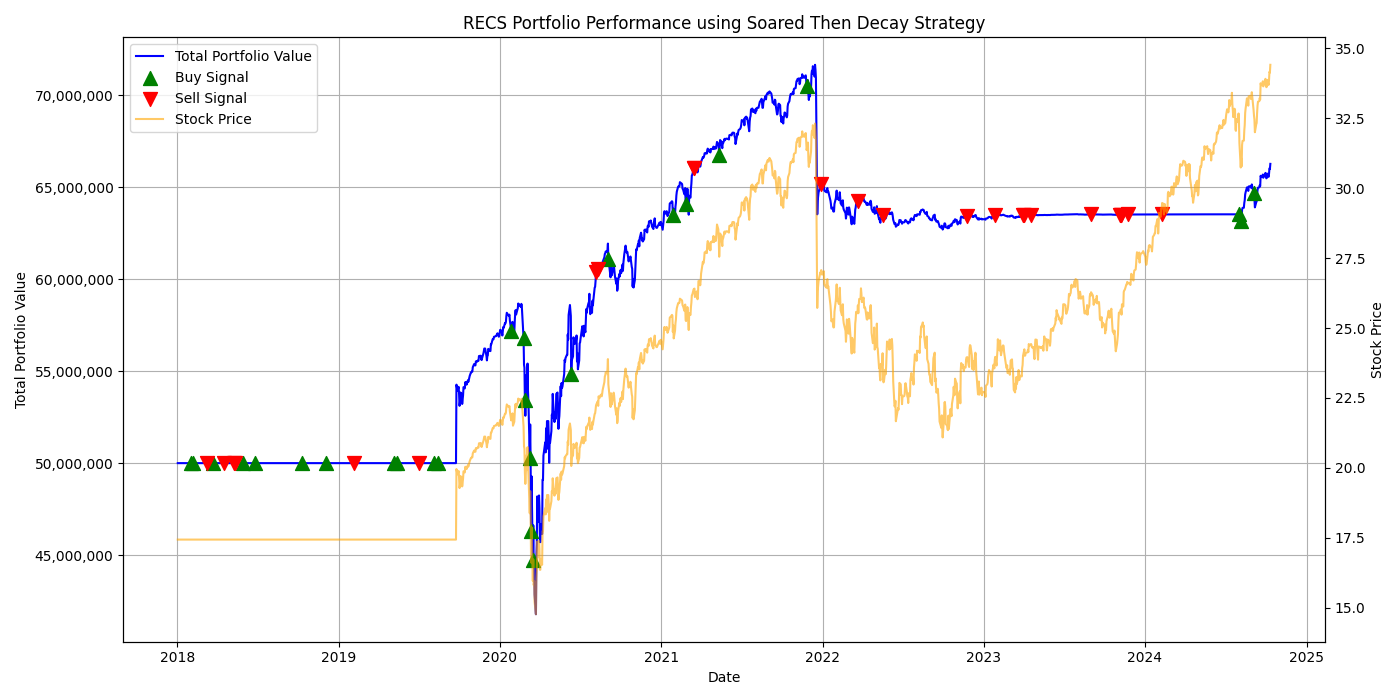 RECS Portfolio Performance using Soared Then Decay Strategy
Total Portfolio Value
Buy Signal
Sell Signal
Stock Price
70,000,000
65,000,000
60,000,000
55,000,000
50,000,000
45,000,000
Total Portfolio Value
35.0
32.5
30.0
27.5
25.0
22.5
20.0
17.5
15.0
Stock Price
2018
2019
2020
2021
2022
2023
2024
2025
Date